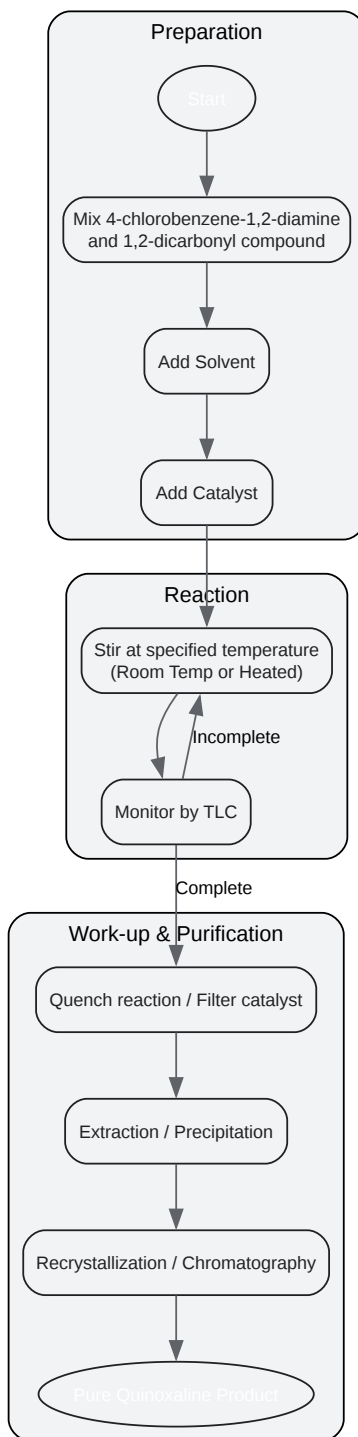 Preparation
Start
Mix 4-chlorobenzene-1,2-diamine
and 1,2-dicarbonyl compound
Add Solvent
Add Catalyst
Reaction
Stir at specified temperature
(Room Temp or Heated)
Incomplete
Monitor by TLC
Complete
Work-up & Purification
Quench reaction / Filter catalyst
Extraction / Precipitation
Recrystallization / Chromatography
Pure Quinoxaline Product